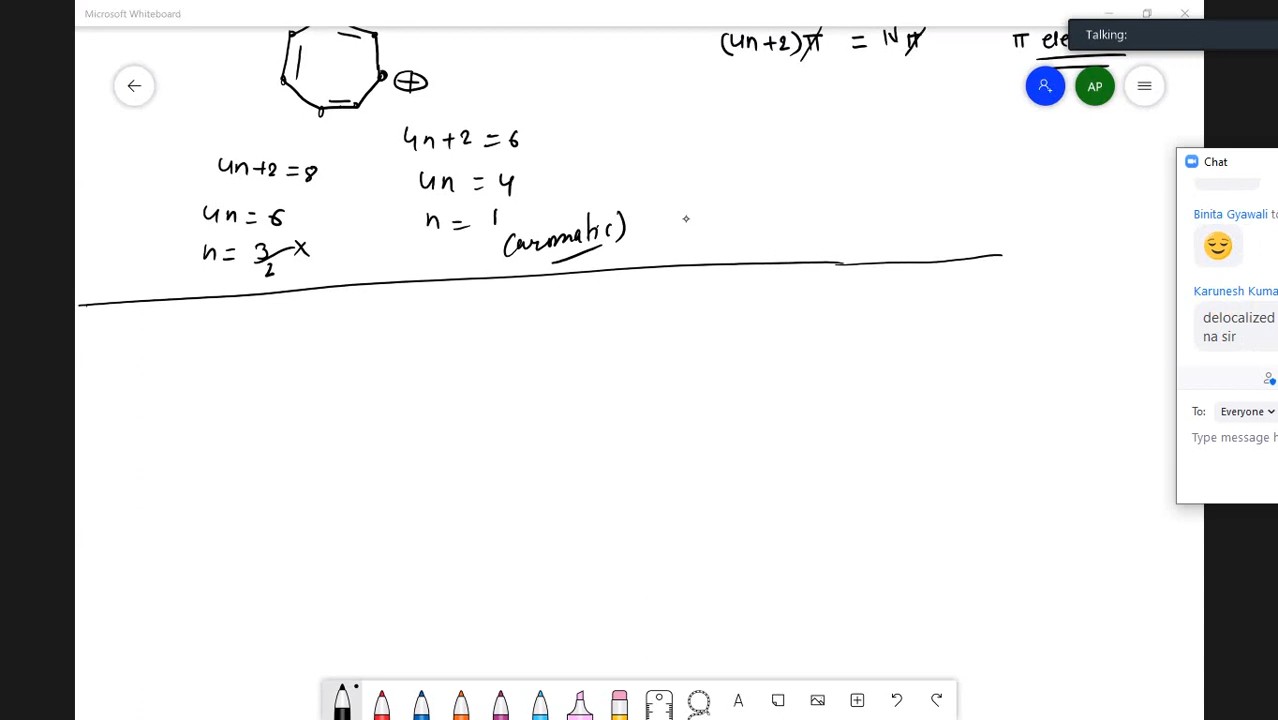 Microsoft Whiteboard
(4n+2)π = Nπ
π
Talking:
⊕
AP
4n+2 = 6
4n+2 = 8
4n = 4
4n = 6
n = 1
(aromatic)
n = 3/2 x
Chat
Binita Gyawali to
Karunesh Kuma
delocalized
na sir
To: Everyone
Type message h
A